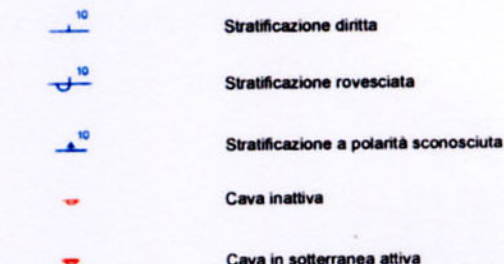 10 Stratificazione diritta
10 Stratificazione rovesciata
10 Stratificazione a polarità sconosciuta
Cava inattiva
Cava in sotterranea attiva